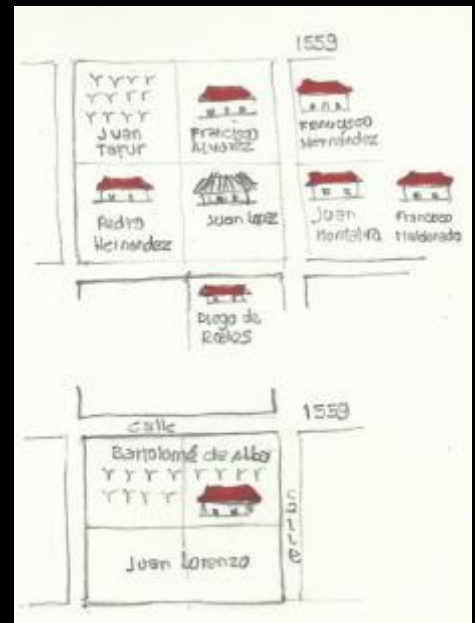 1559
Juan
Tafur
Francisco
Alvarez
Francisco
Hernández
Pedro
Hernandez
Juan Lopez
Juan
Montalvo
Francisco
Maldonado
Diego de
Robles
1559
calle
Bartolomé de Alba
calle
Juan Lorenzo